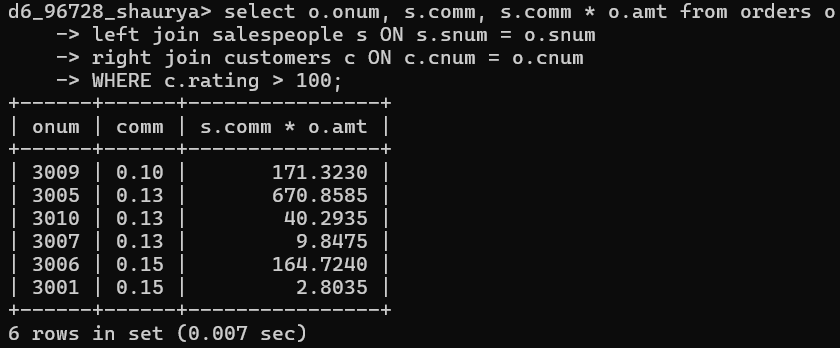 d6_96728_shaurya> select o.onum, s.comm, s.comm * o.amt from orders o
    -> left join salespeople s ON s.snum = o.snum
    -> right join customers c ON c.cnum = o.cnum
    -> WHERE c.rating > 100;
+------+------+----------------+
| onum | comm | s.comm * o.amt |
+------+------+----------------+
| 3009 | 0.10 |       171.3230 |
| 3005 | 0.13 |       670.8585 |
| 3010 | 0.13 |        40.2935 |
| 3007 | 0.13 |         9.8475 |
| 3006 | 0.15 |       164.7240 |
| 3001 | 0.15 |         2.8035 |
+------+------+----------------+
6 rows in set (0.007 sec)